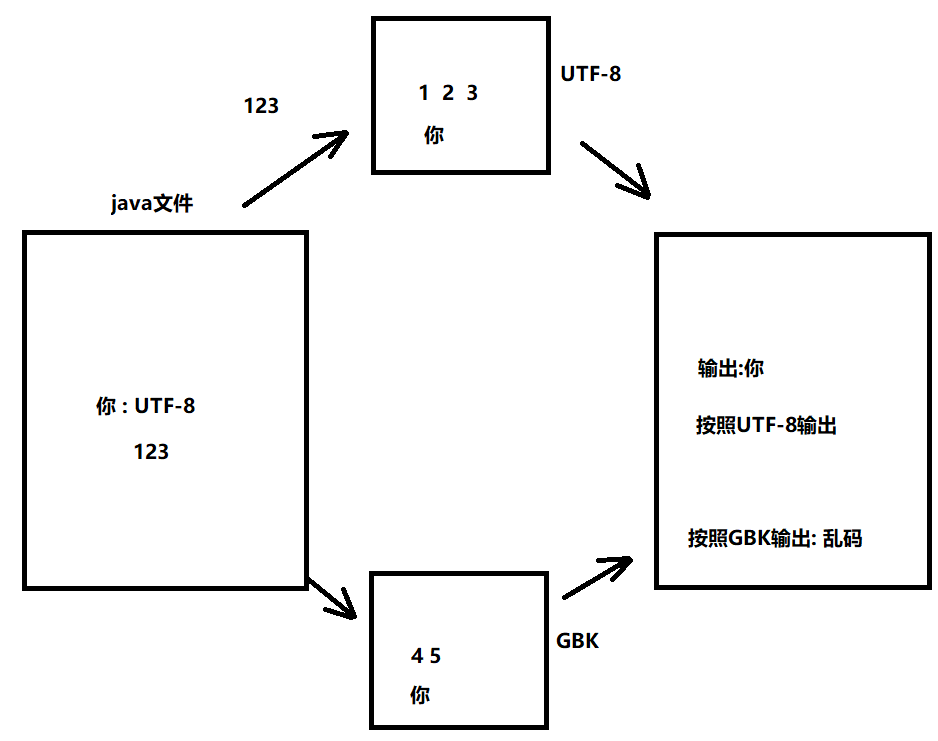 UTF-8
1 2 3
123
你
java文件
输出:你
你 : UTF-8
按照UTF-8输出
123
按照GBK输出: 乱码
GBK
4 5
你